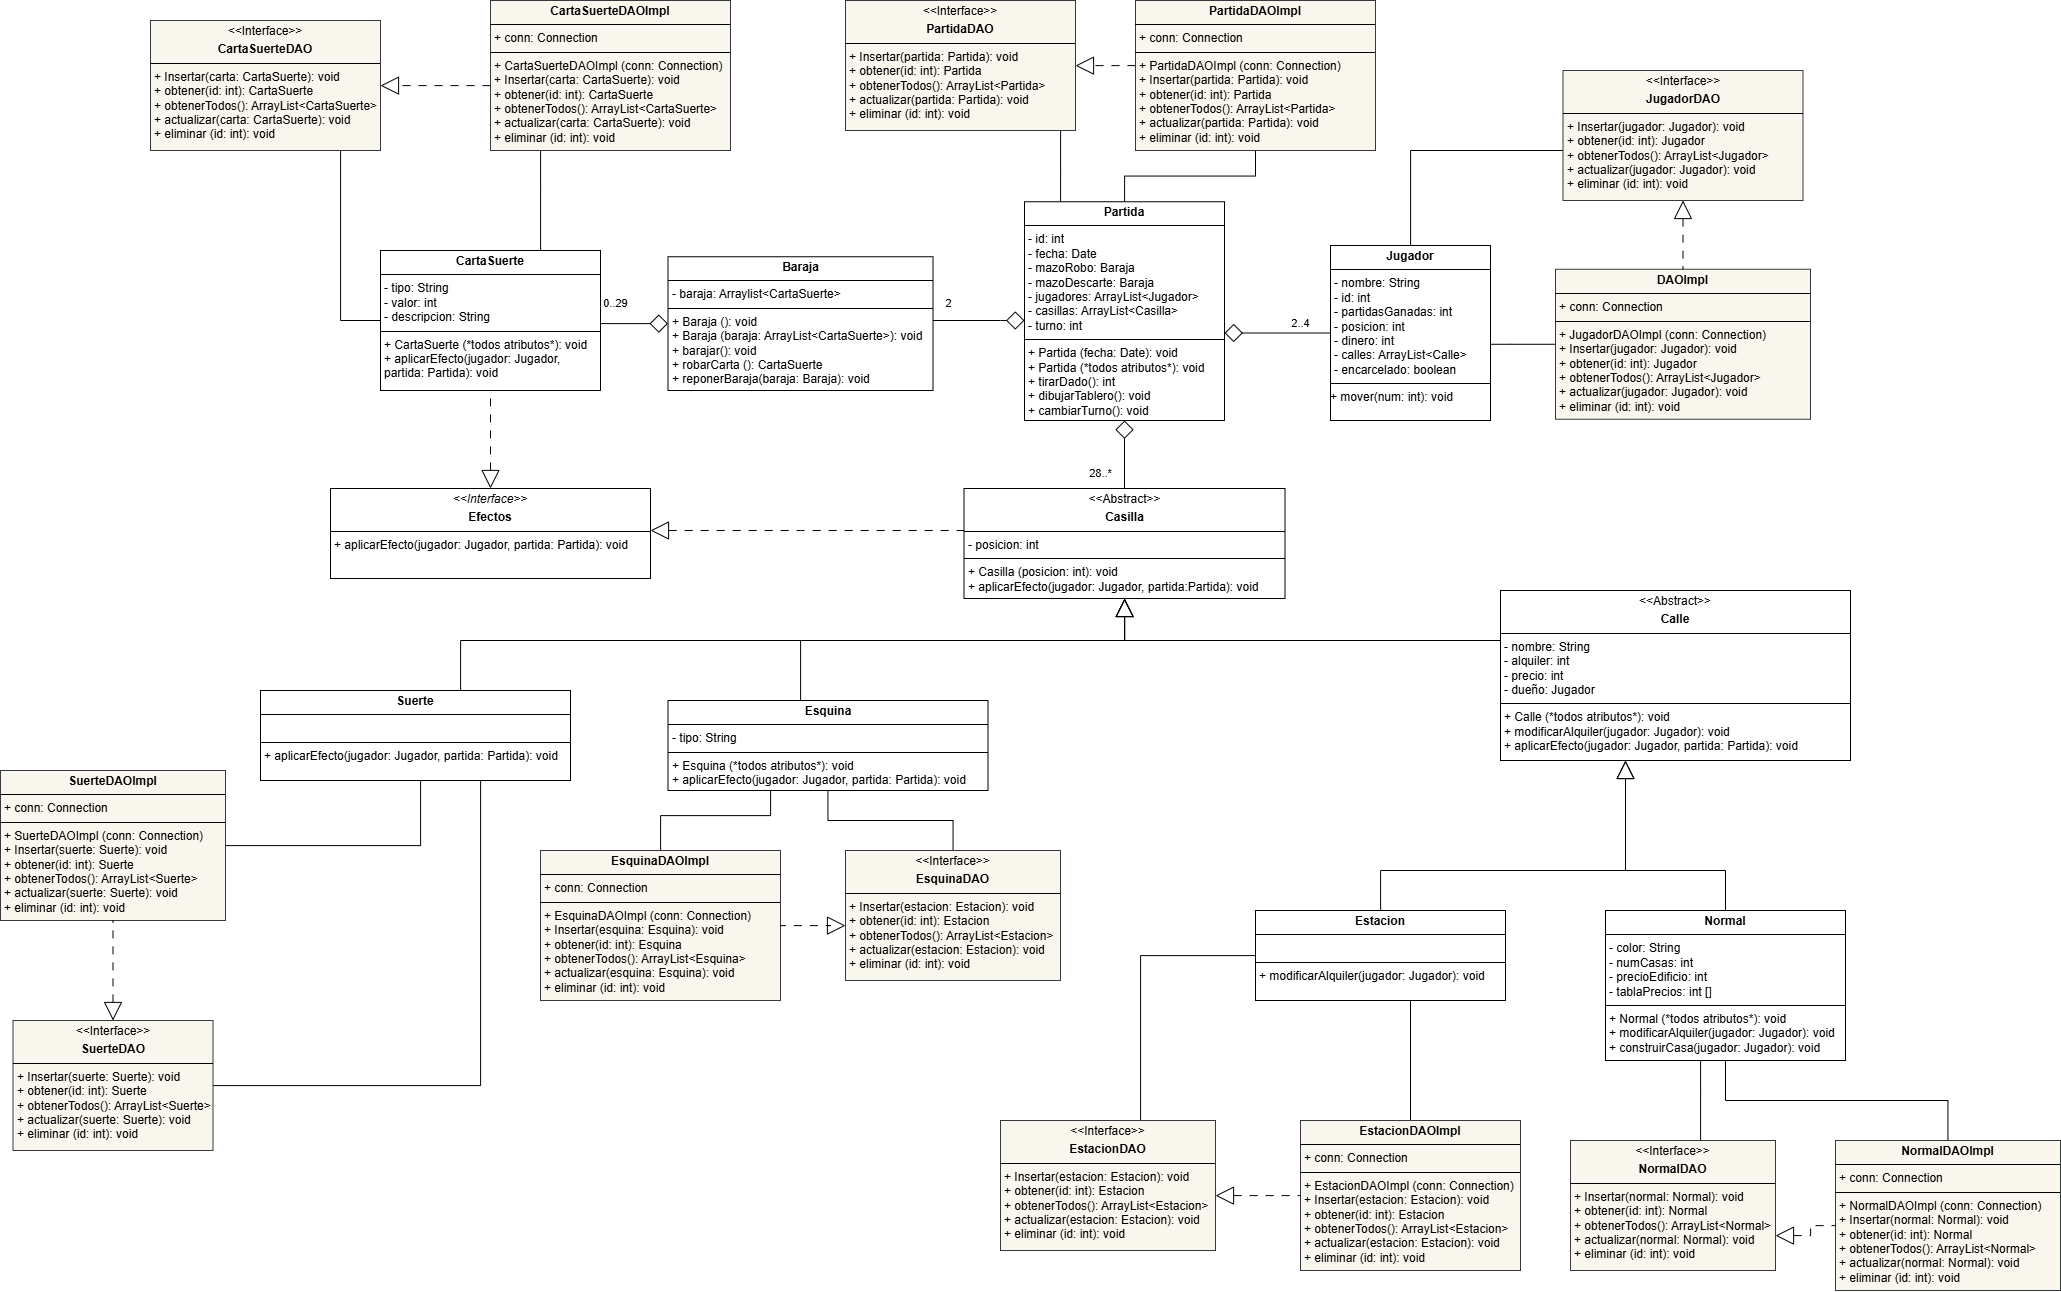 <<Interface>>
CartaSuerteDAO
+ Insertar(carta: CartaSuerte): void
+ obtener(id: int): CartaSuerte
+ obtenerTodos(): ArrayList<CartaSuerte>
+ actualizar(carta: CartaSuerte): void
+ eliminar (id: int): void
CartaSuerteDAOImpl
+ conn: Connection
+ CartaSuerteDAOImpl (conn: Connection)
+ Insertar(carta: CartaSuerte): void
+ obtener(id: int): CartaSuerte
+ obtenerTodos(): ArrayList<CartaSuerte>
+ actualizar(carta: CartaSuerte): void
+ eliminar (id: int): void
<<Interface>>
PartidaDAO
+ Insertar(partida: Partida): void
+ obtener(id: int): Partida
+ obtenerTodos(): ArrayList<Partida>
+ actualizar(partida: Partida): void
+ eliminar (id: int): void
PartidaDAOImpl
+ conn: Connection
+ PartidaDAOImpl (conn: Connection)
+ Insertar(partida: Partida): void
+ obtener(id: int): Partida
+ obtenerTodos(): ArrayList<Partida>
+ actualizar(partida: Partida): void
+ eliminar (id: int): void
<<Interface>>
JugadorDAO
+ Insertar(jugador: Jugador): void
+ obtener(id: int): Jugador
+ obtenerTodos(): ArrayList<Jugador>
+ actualizar(jugador: Jugador): void
+ eliminar (id: int): void
CartaSuerte
- tipo: String
- valor: int
- descripcion: String
+ CartaSuerte (*todos atributos*): void
+ aplicarEfecto(jugador: Jugador,
partida: Partida): void
0..29
Baraja
- baraja: Arraylist<CartaSuerte>
+ Baraja (): void
+ Baraja (baraja: ArrayList<CartaSuerte>): void
+ barajar(): void
+ robarCarta (): CartaSuerte
+ reponerBaraja(baraja: Baraja): void
2
Partida
- id: int
- fecha: Date
- mazoRobo: Baraja
- mazoDescarte: Baraja
- jugadores: ArrayList<Jugador>
- casillas: ArrayList<Casilla>
- turno: int
+ Partida (fecha: Date): void
+ Partida (*todos atributos*): void
+ tirarDado(): int
+ dibujarTablero(): void
+ cambiarTurno(): void
2..4
Jugador
- nombre: String
- id: int
- partidasGanadas: int
- posicion: int
- dinero: int
- calles: ArrayList<Calle>
- encarcelado: boolean
+ mover(num: int): void
DAOImpl
+ conn: Connection
+ JugadorDAOImpl (conn: Connection)
+ Insertar(jugador: Jugador): void
+ obtener(id: int): Jugador
+ obtenerTodos(): ArrayList<Jugador>
+ actualizar(jugador: Jugador): void
+ eliminar (id: int): void
28..*
<<Interface>>
Efectos
+ aplicarEfecto(jugador: Jugador, partida: Partida): void
<<Abstract>>
Casilla
- posicion: int
+ Casilla (posicion: int): void
+ aplicarEfecto(jugador: Jugador, partida:Partida): void
<<Abstract>>
Calle
- nombre: String
- alquiler: int
- precio: int
- dueño: Jugador
+ Calle (*todos atributos*): void
+ modificarAlquiler(jugador: Jugador): void
+ aplicarEfecto(jugador: Jugador, partida: Partida): void
Suerte
+ aplicarEfecto(jugador: Jugador, partida: Partida): void
Esquina
- tipo: String
+ Esquina (*todos atributos*): void
+ aplicarEfecto(jugador: Jugador, partida: Partida): void
SuerteDAOImpl
+ conn: Connection
+ SuerteDAOImpl (conn: Connection)
+ Insertar(suerte: Suerte): void
+ obtener(id: int): Suerte
+ obtenerTodos(): ArrayList<Suerte>
+ actualizar(suerte: Suerte): void
+ eliminar (id: int): void
EsquinaDAOImpl
+ conn: Connection
+ EsquinaDAOImpl (conn: Connection)
+ Insertar(esquina: Esquina): void
+ obtener(id: int): Esquina
+ obtenerTodos(): ArrayList<Esquina>
+ actualizar(esquina: Esquina): void
+ eliminar (id: int): void
<<Interface>>
EsquinaDAO
+ Insertar(estacion: Estacion): void
+ obtener(id: int): Estacion
+ obtenerTodos(): ArrayList<Estacion>
+ actualizar(estacion: Estacion): void
+ eliminar (id: int): void
Estacion
+ modificarAlquiler(jugador: Jugador): void
Normal
- color: String
- numCasas: int
- precioEdificio: int
- tablaPrecios: int []
+ Normal (*todos atributos*): void
+ modificarAlquiler(jugador: Jugador): void
+ construirCasa(jugador: Jugador): void
<<Interface>>
SuerteDAO
+ Insertar(suerte: Suerte): void
+ obtener(id: int): Suerte
+ obtenerTodos(): ArrayList<Suerte>
+ actualizar(suerte: Suerte): void
+ eliminar (id: int): void
<<Interface>>
EstacionDAO
+ Insertar(estacion: Estacion): void
+ obtener(id: int): Estacion
+ obtenerTodos(): ArrayList<Estacion>
+ actualizar(estacion: Estacion): void
+ eliminar (id: int): void
EstacionDAOImpl
+ conn: Connection
+ EstacionDAOImpl (conn: Connection)
+ Insertar(estacion: Estacion): void
+ obtener(id: int): Estacion
+ obtenerTodos(): ArrayList<Estacion>
+ actualizar(estacion: Estacion): void
+ eliminar (id: int): void
<<Interface>>
NormalDAO
+ Insertar(normal: Normal): void
+ obtener(id: int): Normal
+ obtenerTodos(): ArrayList<Normal>
+ actualizar(normal: Normal): void
+ eliminar (id: int): void
NormalDAOImpl
+ conn: Connection
+ NormalDAOImpl (conn: Connection)
+ Insertar(normal: Normal): void
+ obtener(id: int): Normal
+ obtenerTodos(): ArrayList<Normal>
+ actualizar(normal: Normal): void
+ eliminar (id: int): void